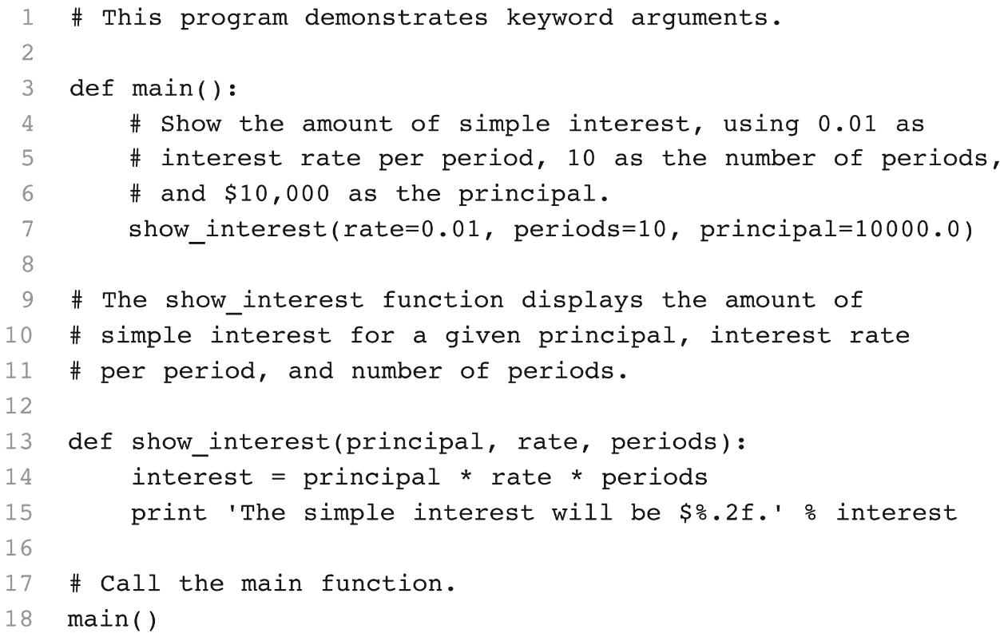 1 # This program demonstrates keyword arguments.
2
3 def main():
4     # Show the amount of simple interest, using 0.01 as
5     # interest rate per period, 10 as the number of periods,
6     # and $10,000 as the principal.
7     show_interest(rate=0.01, periods=10, principal=10000.0)
8
9 # The show_interest function displays the amount of
10 # simple interest for a given principal, interest rate
11 # per period, and number of periods.
12
13 def show_interest(principal, rate, periods):
14     interest = principal * rate * periods
15     print 'The simple interest will be $%.2f.' % interest
16
17 # Call the main function.
18 main()